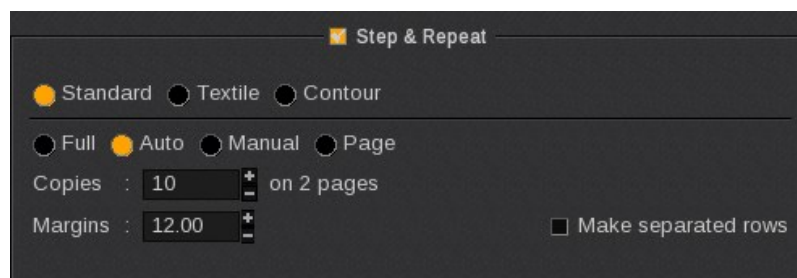 Step & Repeat
Standard Textile Contour
Full Auto Manual Page
Copies : 10 on 2 pages
Margins : 12.00 Make separated rows